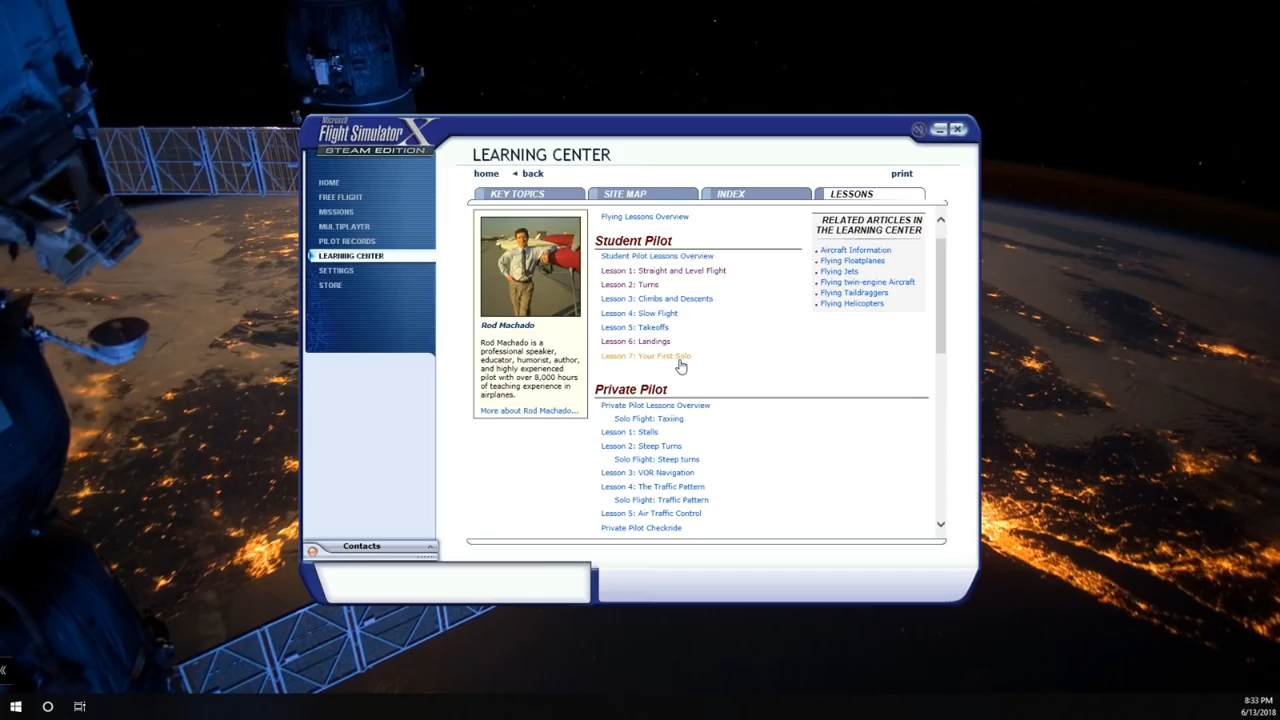 Microsoft
Flight Simulator X
STEAM EDITION
HOME
FREE FLIGHT
MISSIONS
MULTIPLAYER
PILOT RECORDS
LEARNING CENTER
SETTINGS
STORE
Contacts
LEARNING CENTER
home
back
print
KEY TOPICS
SITE MAP
INDEX
LESSONS
Rod Machado
Rod Machado is a
professional speaker,
educator, humorist, author,
and highly experienced
pilot with over 8,000 hours
of teaching experience in
airplanes.
More about Rod Machado...
Flying Lessons Overview
Student Pilot
Student Pilot Lessons Overview
Lesson 1: Straight and Level Flight
Lesson 2: Turns
Lesson 3: Climbs and Descents
Lesson 4: Slow Flight
Lesson 5: Takeoffs
Lesson 6: Landings
Lesson 7: Your First Solo
Private Pilot
Private Pilot Lessons Overview
Solo Flight: Taxiing
Lesson 1: Stalls
Lesson 2: Steep Turns
Solo Flight: Steep turns
Lesson 3: VOR Navigation
Lesson 4: The Traffic Pattern
Solo Flight: Traffic Pattern
Lesson 5: Air Traffic Control
Private Pilot Checkride
RELATED ARTICLES IN
THE LEARNING CENTER
Aircraft Information
Flying Floatplanes
Flying Jets
Flying twin-engine Aircraft
Flying Taildraggers
Flying Helicopters
8:33 PM
6/13/2018